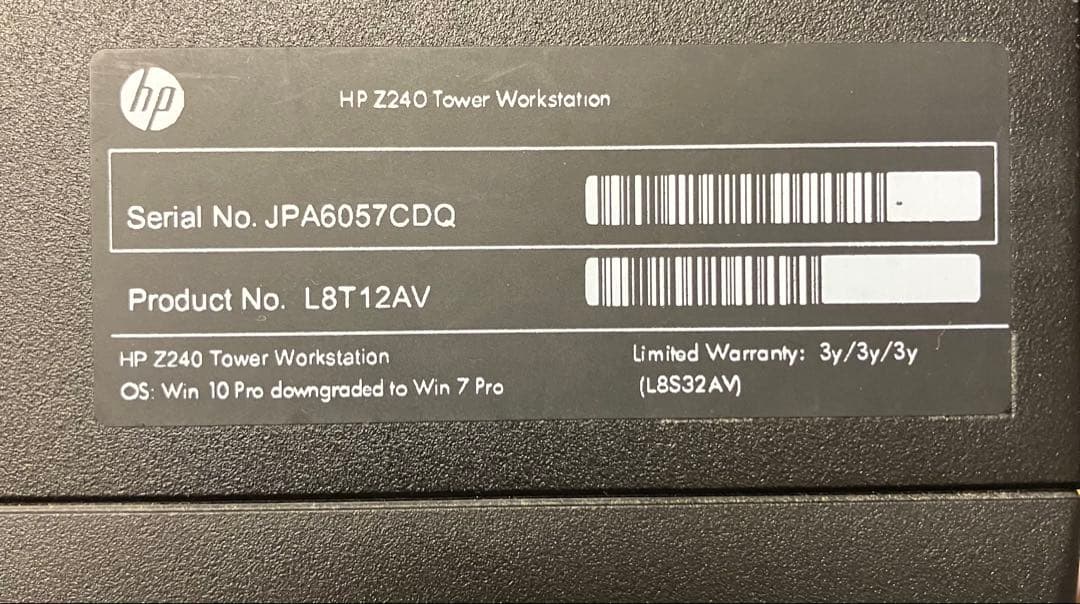 hp
HP Z240 Tower Workstation
Serial No. JPA6057CDQ
Product No. L8T12AV
HP Z240 Tower Workstation
OS: Win 10 Pro downgraded to Win 7 Pro
Limited Warranty: 3y/3y/3y
(L8S32AV)